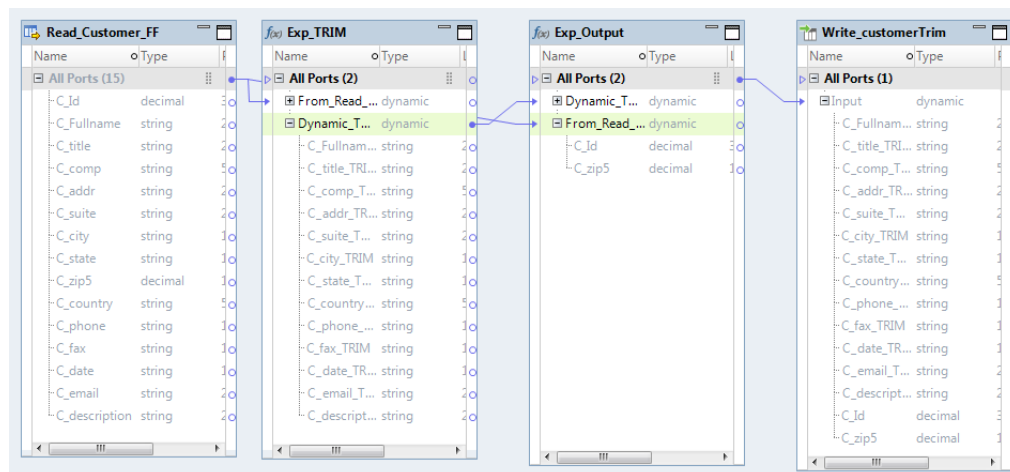 Read_Customer_FF
Name Type
All Ports (15)
C_Id decimal
C_Fullname string
C_title string
C_comp string
C_addr string
C_suite string
C_city string
C_state string
C_zip5 decimal
C_country string
C_phone string
C_fax string
C_date string
C_email string
C_description string
f(x) Exp_TRIM
Name Type
All Ports (2)
From_Read_... dynamic
Dynamic_T... dynamic
C_Fullnam... string
C_title_TRI... string
C_comp_T... string
C_addr_TR... string
C_suite_T... string
C_city_TRIM string
C_state_T... string
C_country... string
C_phone_... string
C_fax_TRIM string
C_date_TR... string
C_email_T... string
C_descript... string
f(x) Exp_Output
Name Type
All Ports (2)
Dynamic_T... dynamic
From_Read_... dynamic
C_Id decimal
C_zip5 decimal
Write_customerTrim
Name Type
All Ports (1)
Input dynamic
C_Fullnam... string
C_title_TRI... string
C_comp_T... string
C_addr_TR... string
C_suite_T... string
C_city_TRIM string
C_state_T... string
C_country... string
C_phone_... string
C_fax_TRIM string
C_date_TR... string
C_email_T... string
C_descript... string
C_Id decimal
C_zip5 decimal